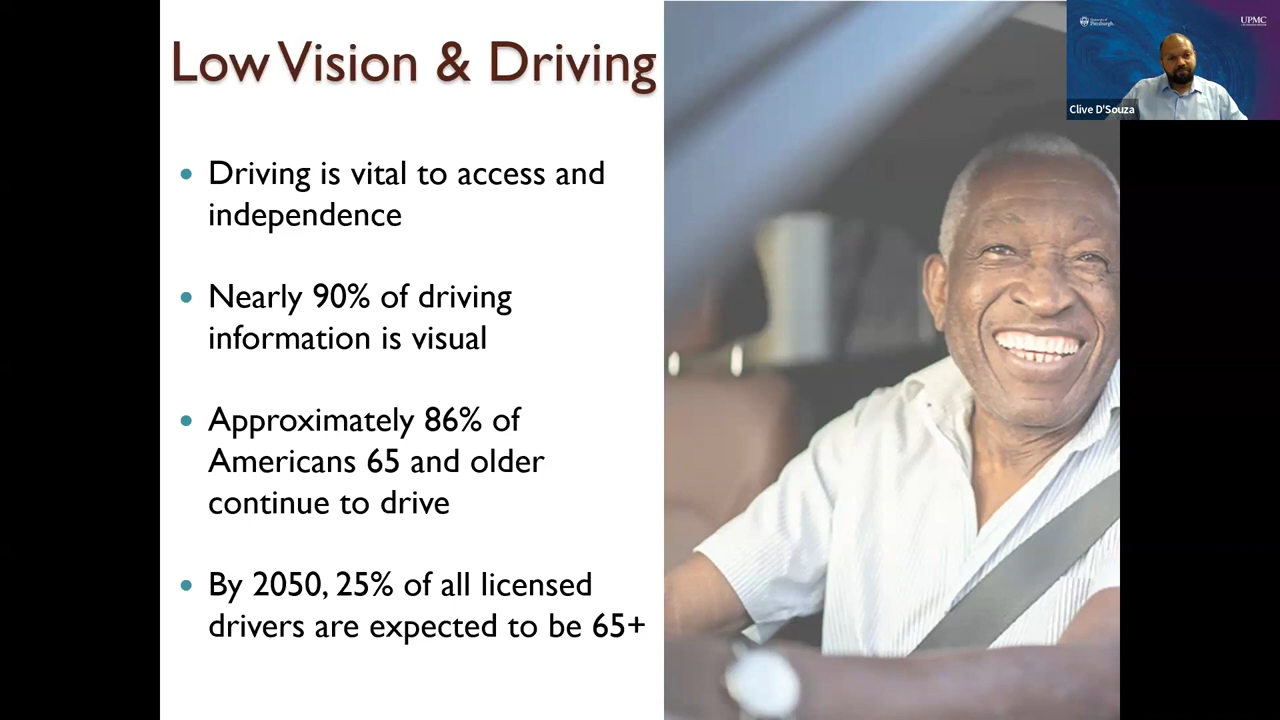 Low Vision & Driving
Driving is vital to access and
independence
Nearly 90% of driving
information is visual
Approximately 86% of
Americans 65 and older
continue to drive
By 2050, 25% of all licensed
drivers are expected to be 65+
Pittsburgh
UPMC
Clive D'Souza